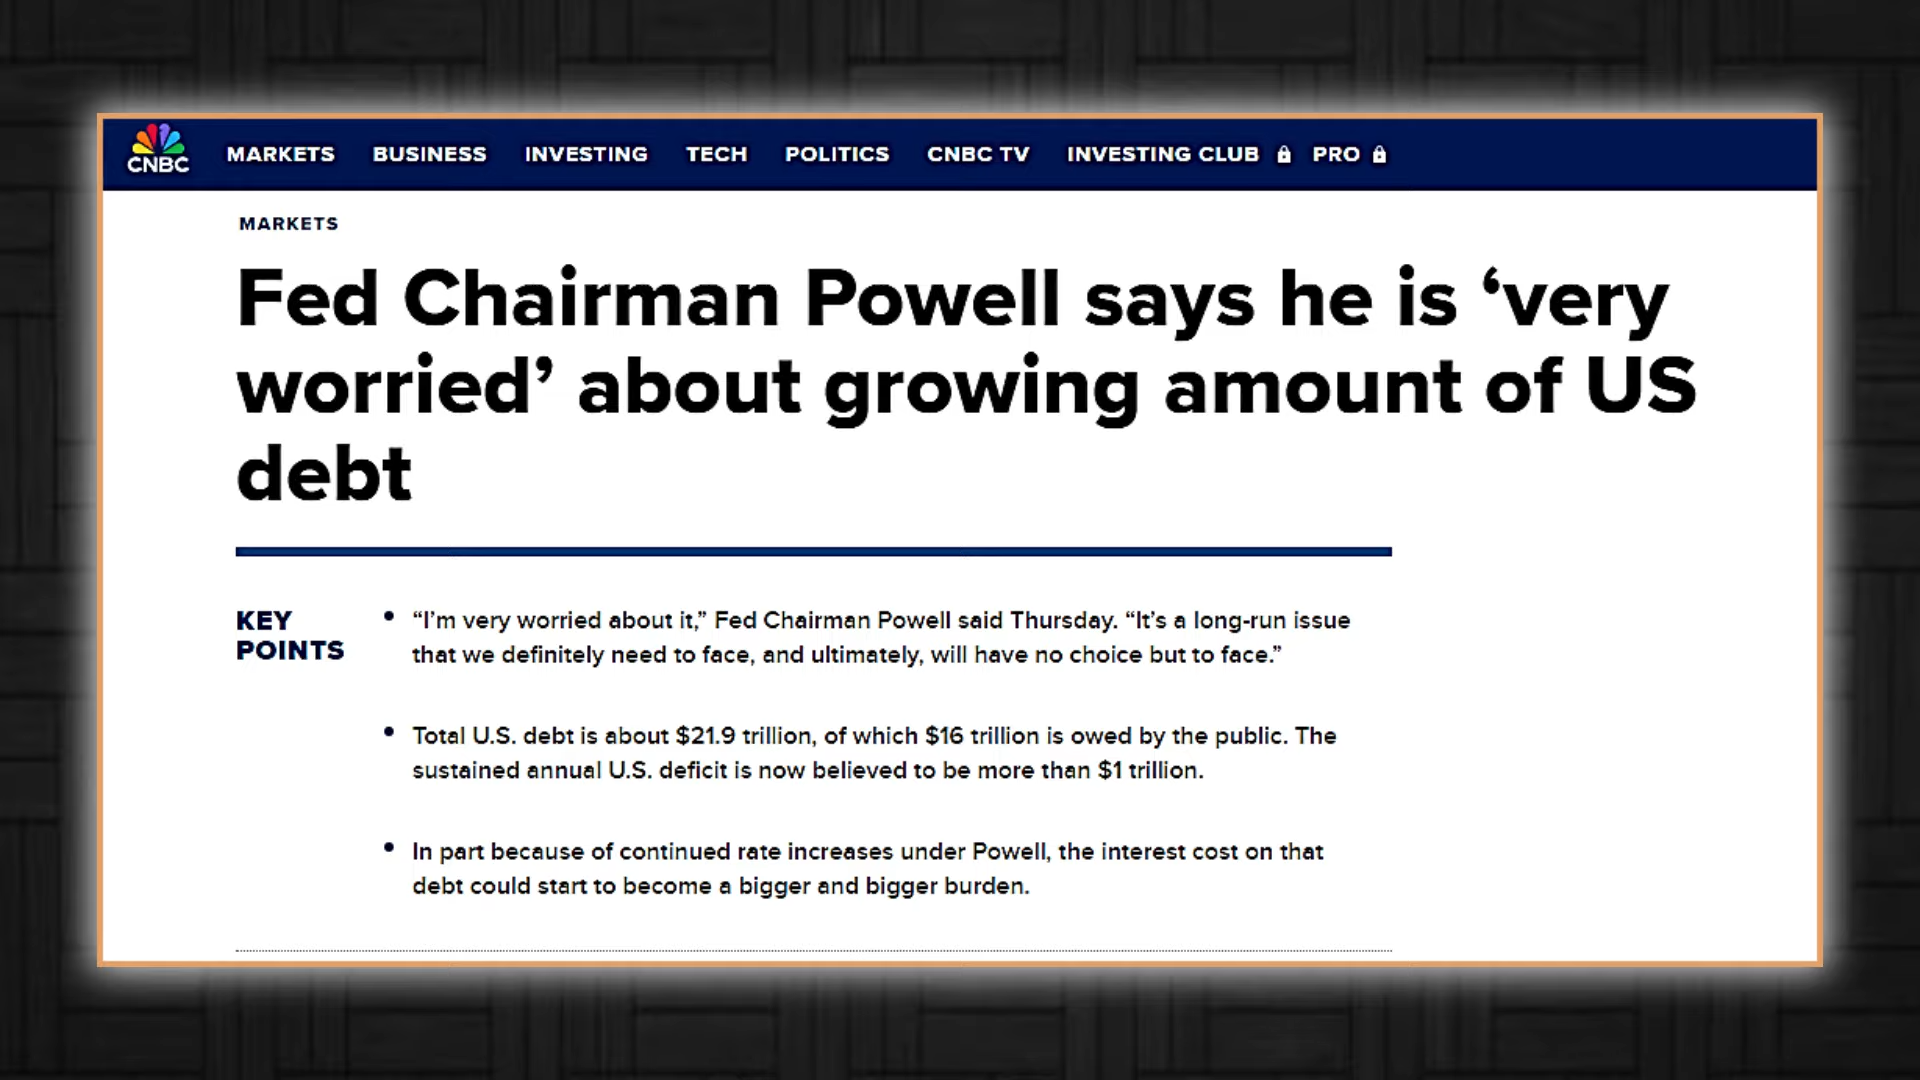 CNBC
MARKETS BUSINESS INVESTING TECH POLITICS CNBC TV INVESTING CLUB PRO
MARKETS
Fed Chairman Powell says he is ‘very
worried’ about growing amount of US
debt
KEY
POINTS
• “I’m very worried about it,” Fed Chairman Powell said Thursday. “It’s a long-run issue
that we definitely need to face, and ultimately, will have no choice but to face.”
• Total U.S. debt is about $21.9 trillion, of which $16 trillion is owed by the public. The
sustained annual U.S. deficit is now believed to be more than $1 trillion.
• In part because of continued rate increases under Powell, the interest cost on that
debt could start to become a bigger and bigger burden.